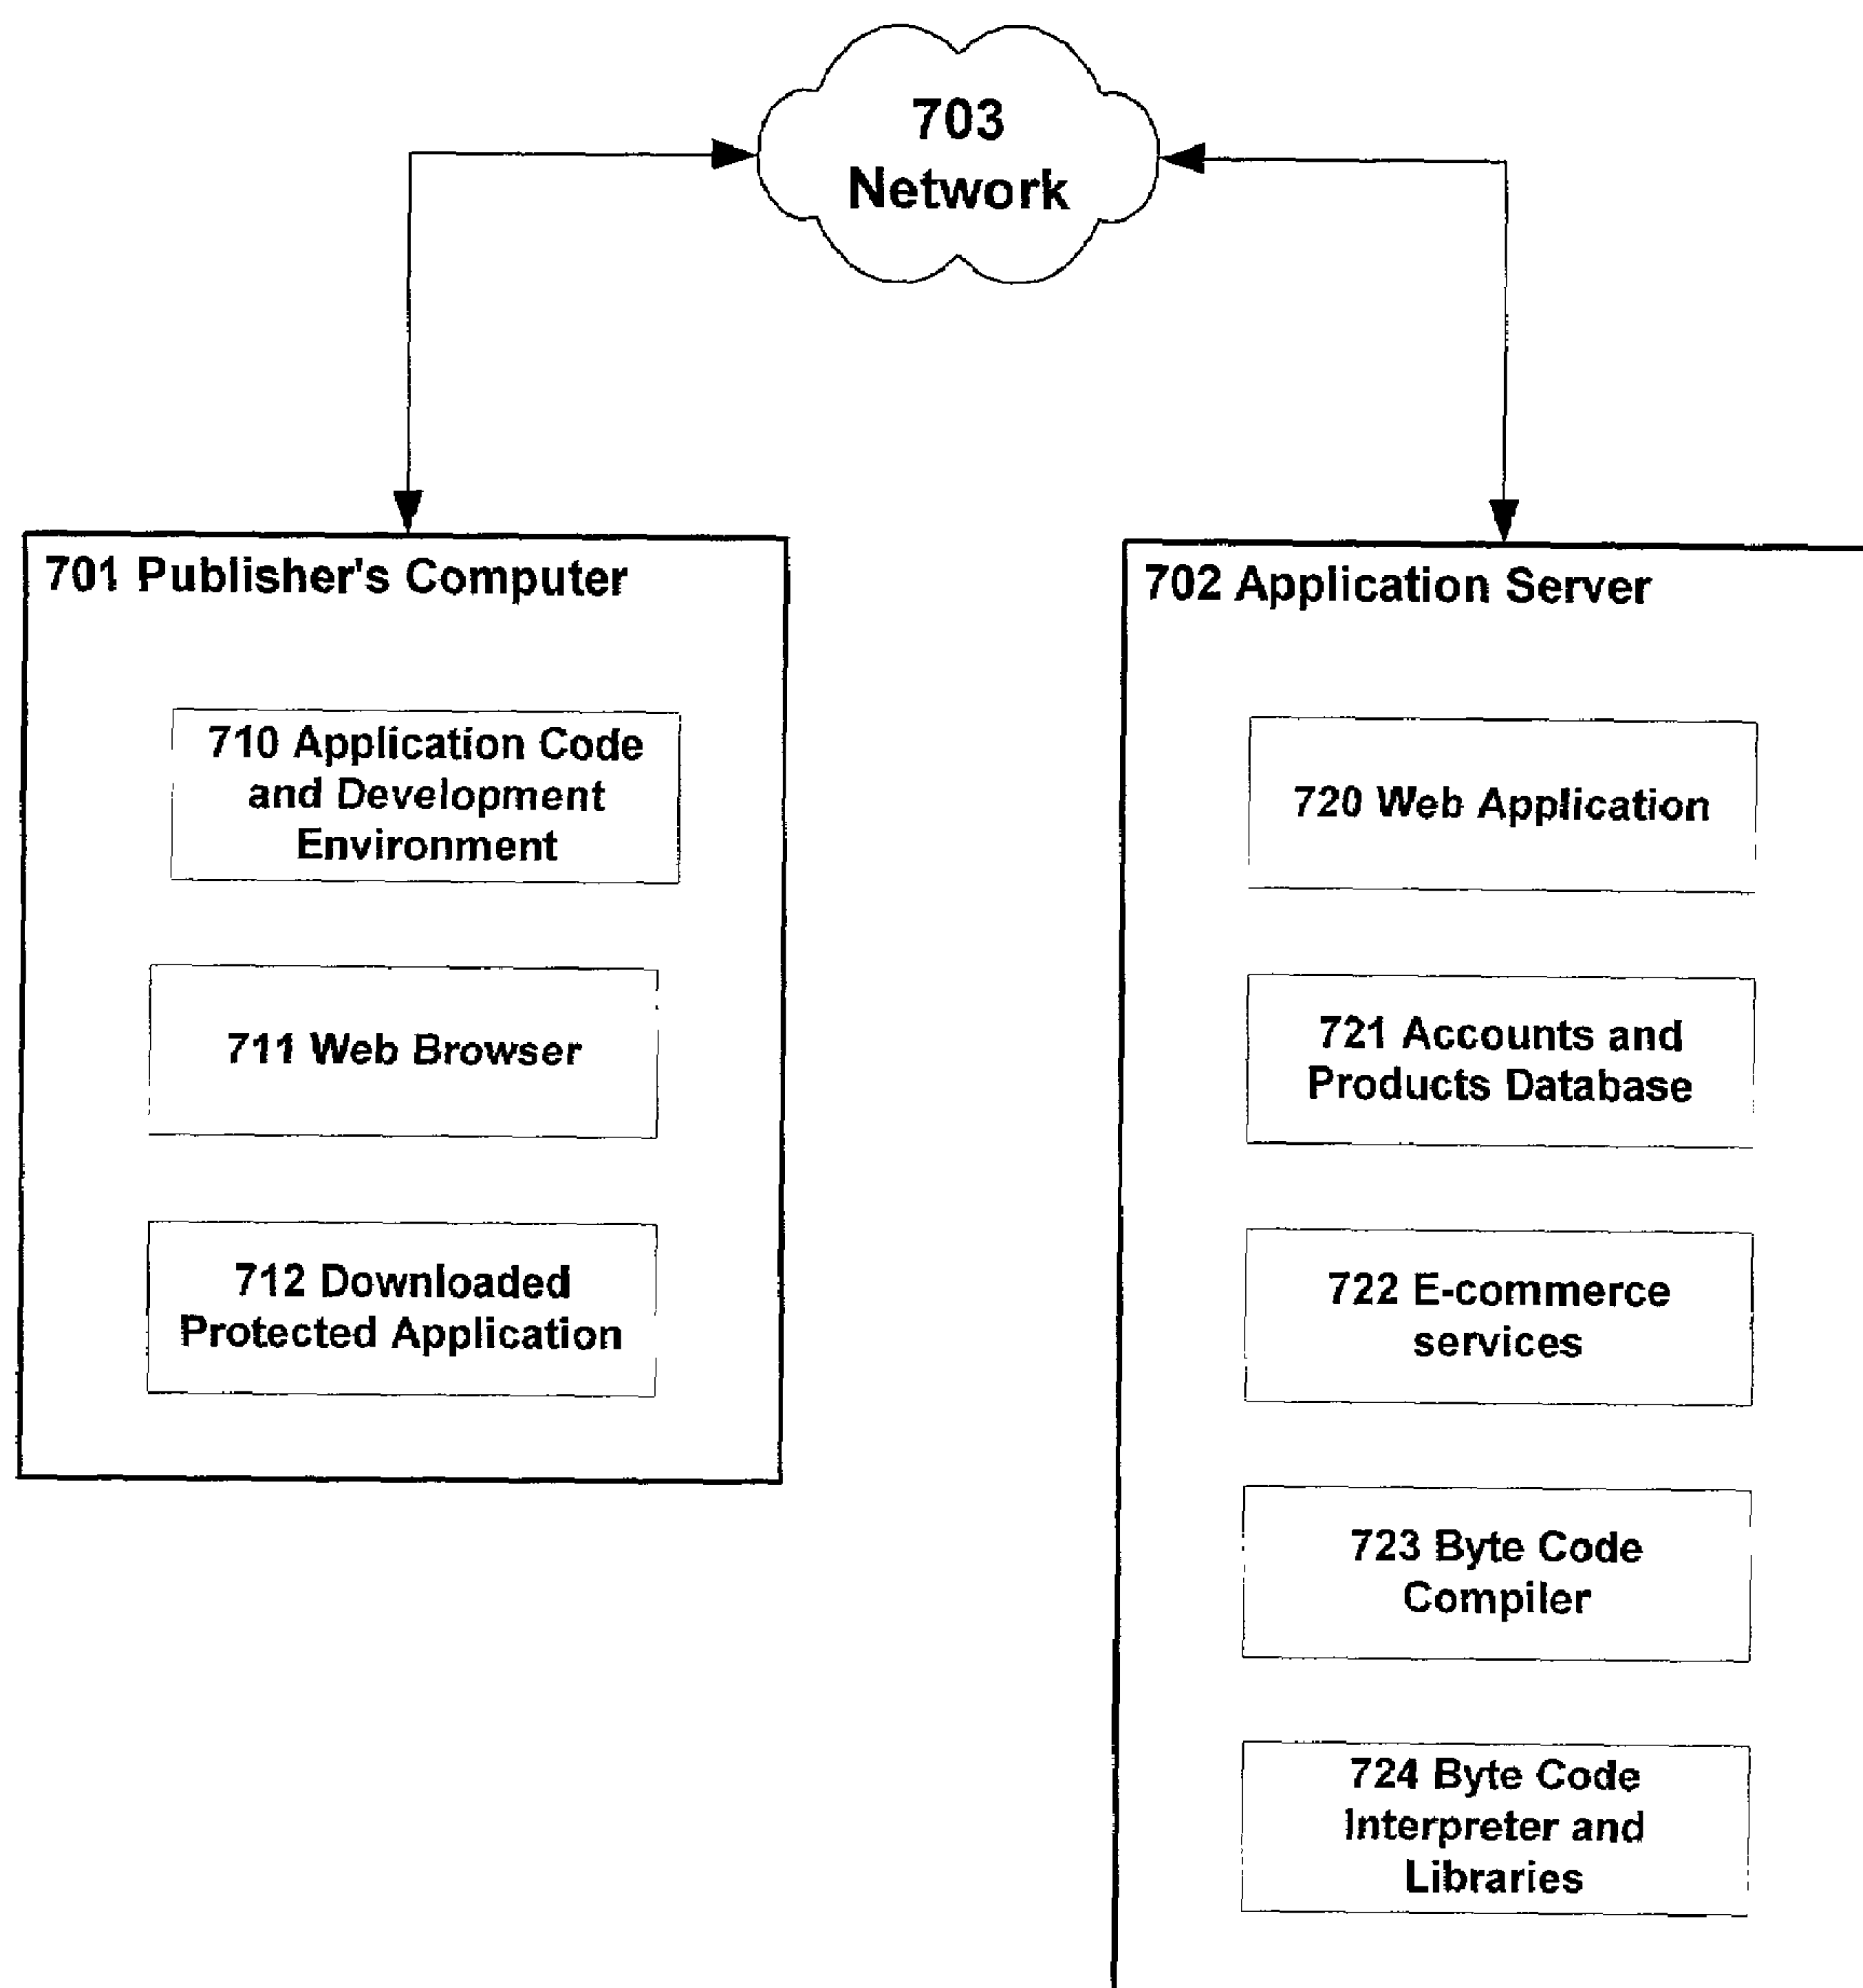 703
Network
701 Publisher's Computer
710 Application Code
and Development
Environment
711 Web Browser
712 Downloaded
Protected Application
702 Application Server
720 Web Application
721 Accounts and
Products Database
722 E-commerce
services
723 Byte Code
Compiler
724 Byte Code
Interpreter and
Libraries